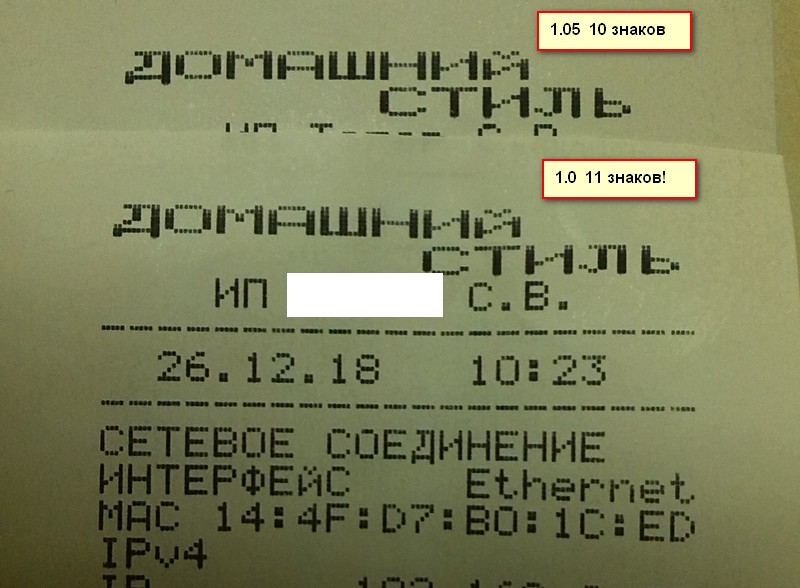 1.05 10 знаков
ДОМАШНИЙ
СТИЛЬ
1.0 11 знаков!
ДОМАШНИЙ
СТИЛЬ
ИП С.В.
26.12.18 10:23
СЕТЕВОЕ СОЕДИНЕНИЕ
ИНТЕРФЕЙС Ethernet
MAC 14:4F:D7:B0:1C:ED
IPv4